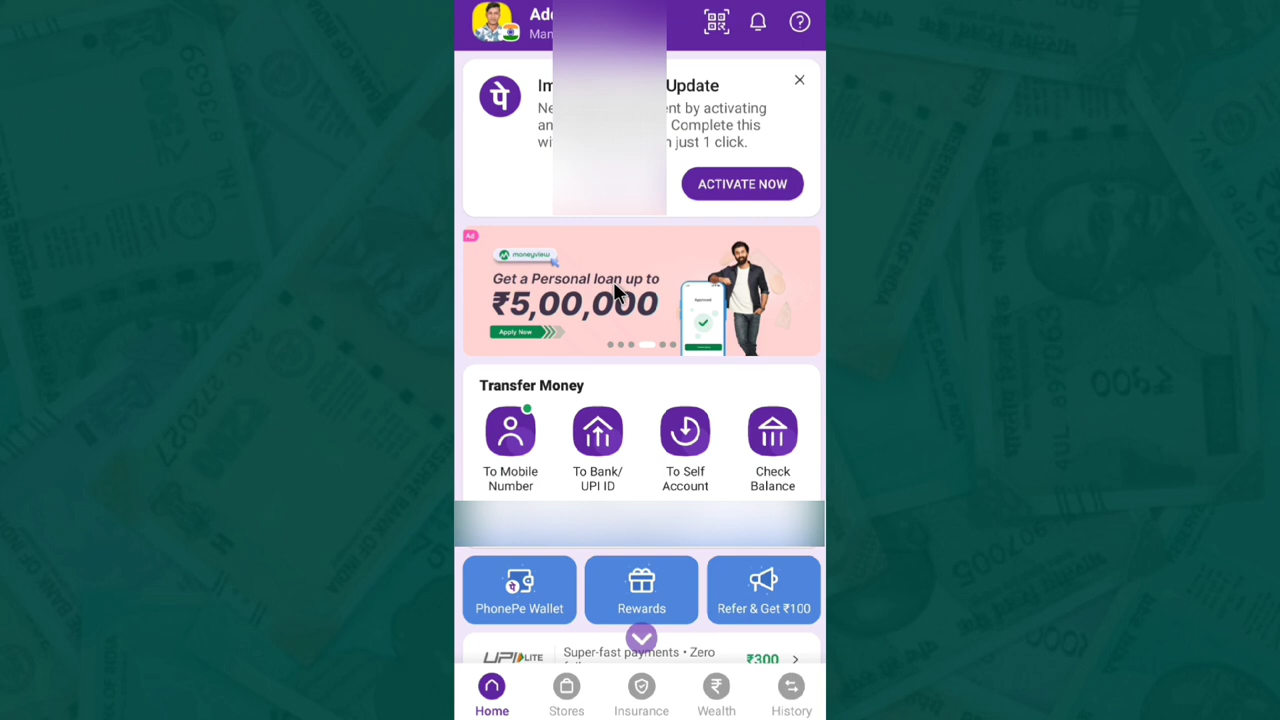 Ad
Man
पे
Im Update
Ne nt by activating
an Complete this
wi n just 1 click.
ACTIVATE NOW
Ad
moneyview
Get a Personal loan up to
₹5,00,000
Apply Now
Approved
Transfer Money
To Mobile Number
To Bank/ UPI ID
To Self Account
Check Balance
पे
PhonePe Wallet
Rewards
Refer & Get ₹100
UPI LITE
Super-fast payments • Zero
₹300
Home
Stores
Insurance
Wealth
History